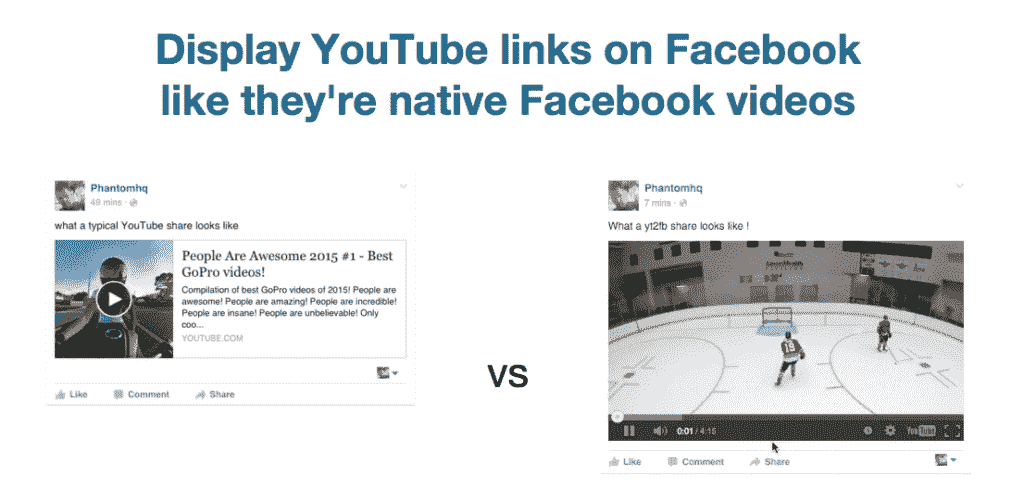 Display YouTube links on Facebook
like they're native Facebook videos
Phantomhq
49 mins ·
what a typical YouTube share looks like
People Are Awesome 2015 #1 - Best
GoPro videos!
Compilation of best GoPro videos of 2015! People are
awesome! People are amazing! People are incredible!
People are insane! People are unbelievable! Only
coo...
YOUTUBE.COM
Like Comment Share
vs
Phantomhq
7 mins ·
What a yt2fb share looks like !
19
0:01 / 4:15
YouTube
Like Comment Share